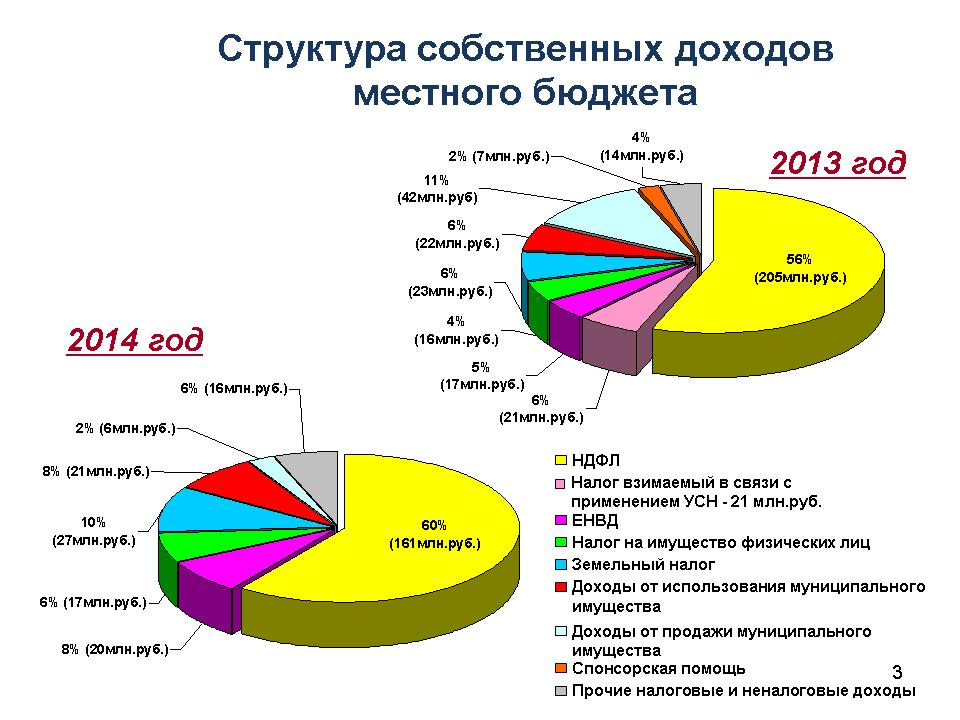 Структура собственных доходов
местного бюджета
2013 год
4%
(14млн.руб.)
2% (7млн.руб.)
11%
(42млн.руб)
6%
(22млн.руб.)
6%
(23млн.руб.)
4%
(16млн.руб.)
5%
(17млн.руб.)
6%
(21млн.руб.)
56%
(205млн.руб.)
2014 год
6% (16млн.руб.)
2% (6млн.руб.)
8% (21млн.руб.)
10%
(27млн.руб.)
6% (17млн.руб.)
8% (20млн.руб.)
60%
(161млн.руб.)
НДФЛ
Налог взимаемый в связи с
применением УСН - 21 млн.руб.
ЕНВД
Налог на имущество физических лиц
Земельный налог
Доходы от использования муниципального
имущества
Доходы от продажи муниципального
имущества
Спонсорская помощь
Прочие налоговые и неналоговые доходы
3